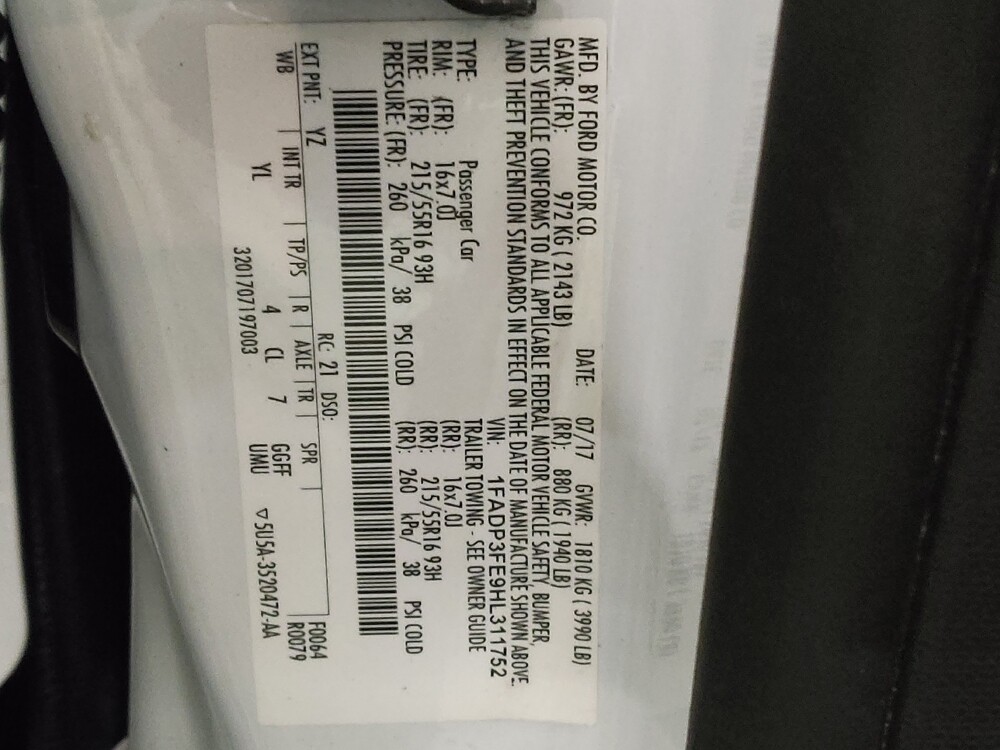 MFD. BY FORD MOTOR CO. DATE: 07/17 GVWR: 1810 KG ( 3990 LB)
GAWR: (FR): 972 KG ( 2143 LB) (RR): 880 KG ( 1940 LB)
THIS VEHICLE CONFORMS TO ALL APPLICABLE FEDERAL MOTOR VEHICLE SAFETY, BUMPER,
AND THEFT PREVENTION STANDARDS IN EFFECT ON THE DATE OF MANUFACTURE SHOWN ABOVE.
VIN: 1FADP3FE9HL311752
TYPE: Passenger Car TRAILER TOWING - SEE OWNER GUIDE
RIM: (FR): 16x7.0J (RR): 16x7.0J
TIRE: (FR): 215/55R16 93H (RR): 215/55R16 93H
PRESSURE: (FR): 260 kPa/ 38 PSI COLD (RR): 260 kPa/ 38 PSI COLD
RC: 21 DSO:
EXT PNT: YZ F0064
WB INT TR TP/PS R AXLE TR SPR R0079
YL 4 CL 7 GGFF
3201707197003 UMU ▽5U5A-3520472-AA